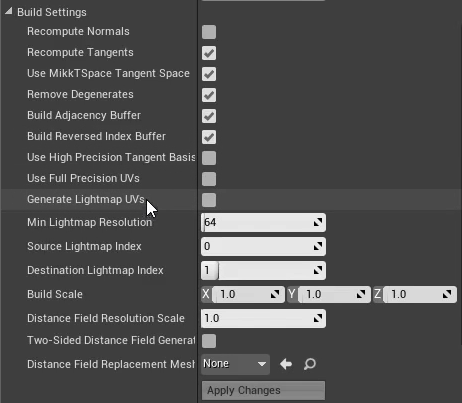 Build Settings
Recompute Normals
Recompute Tangents
Use MikkTSpace Tangent Space
Remove Degenerates
Build Adjacency Buffer
Build Reversed Index Buffer
Use High Precision Tangent Basis
Use Full Precision UVs
Generate Lightmap UVs
Min Lightmap Resolution 64
Source Lightmap Index 0
Destination Lightmap Index 1
Build Scale X 1.0 Y 1.0 Z 1.0
Distance Field Resolution Scale 1.0
Two-Sided Distance Field Generat
Distance Field Replacement Mesh None
Apply Changes